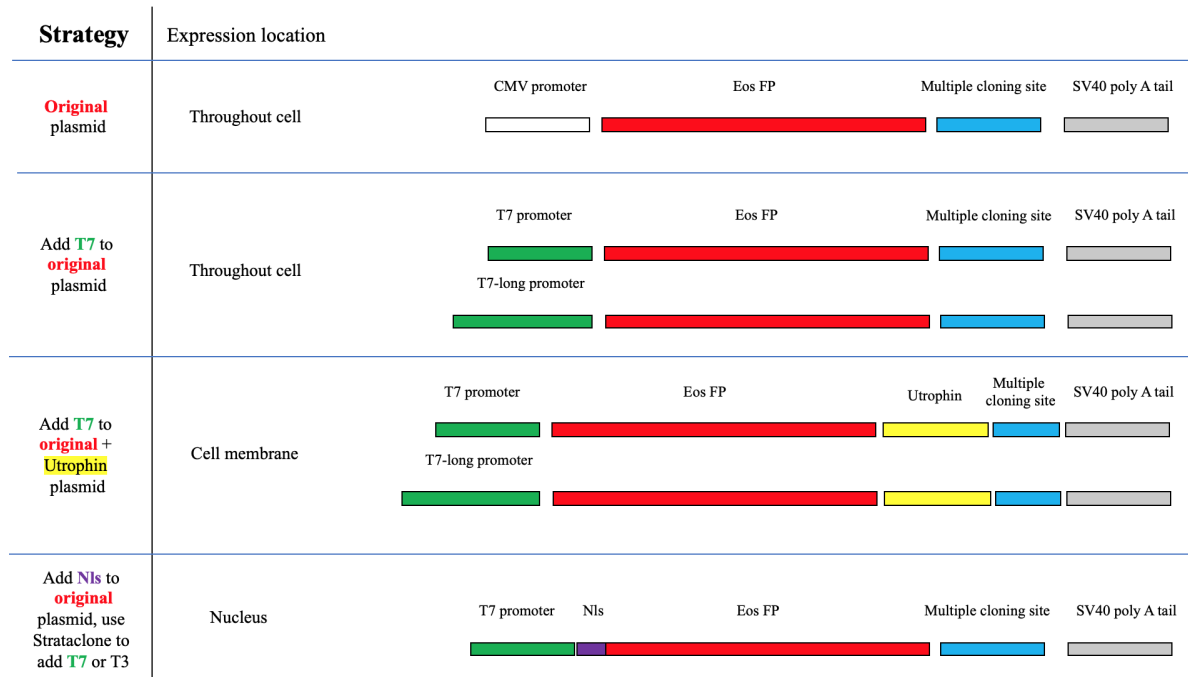 Strategy
Expression location
Original
plasmid
Throughout cell
CMV promoter
Eos FP
Multiple cloning site
SV40 poly A tail
Add T7 to
original
plasmid
Throughout cell
T7 promoter
Eos FP
Multiple cloning site
SV40 poly A tail
T7-long promoter
Add T7 to
original +
Utrophin
plasmid
Cell membrane
T7 promoter
Eos FP
Utrophin
Multiple
cloning site
SV40 poly A tail
T7-long promoter
Add Nls to
original
plasmid, use
Strataclone to
add T7 or T3
Nucleus
T7 promoter
Nls
Eos FP
Multiple cloning site
SV40 poly A tail